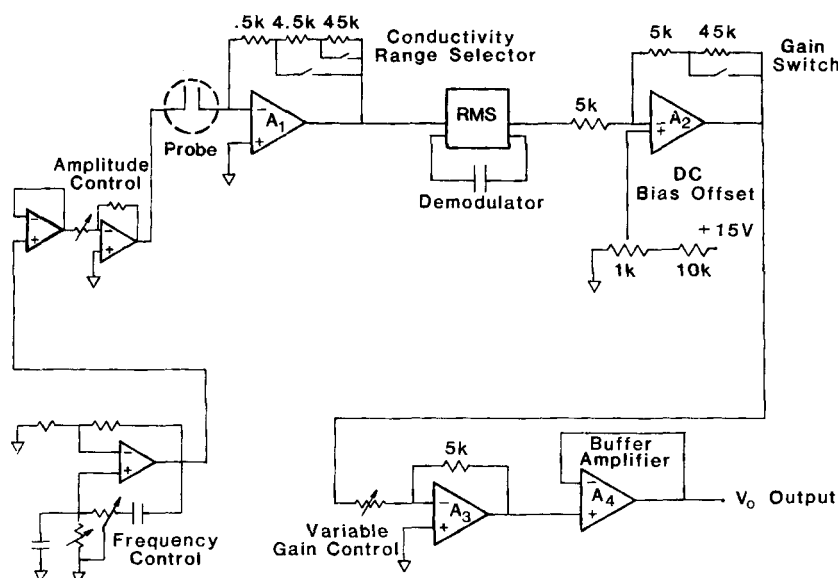 .5k 4.5k 45k
Conductivity
Range Selector
5k 45k
Gain
Switch
Probe
−
+
A1
RMS
Demodulator
5k
−
+
A2
DC
Bias Offset
+15V
1k 10k
Amplitude
Control
−
+
−
+
−
+
Frequency
Control
Variable
Gain Control
5k
−
+
A3
Buffer
Amplifier
−
+
A4
Vo Output